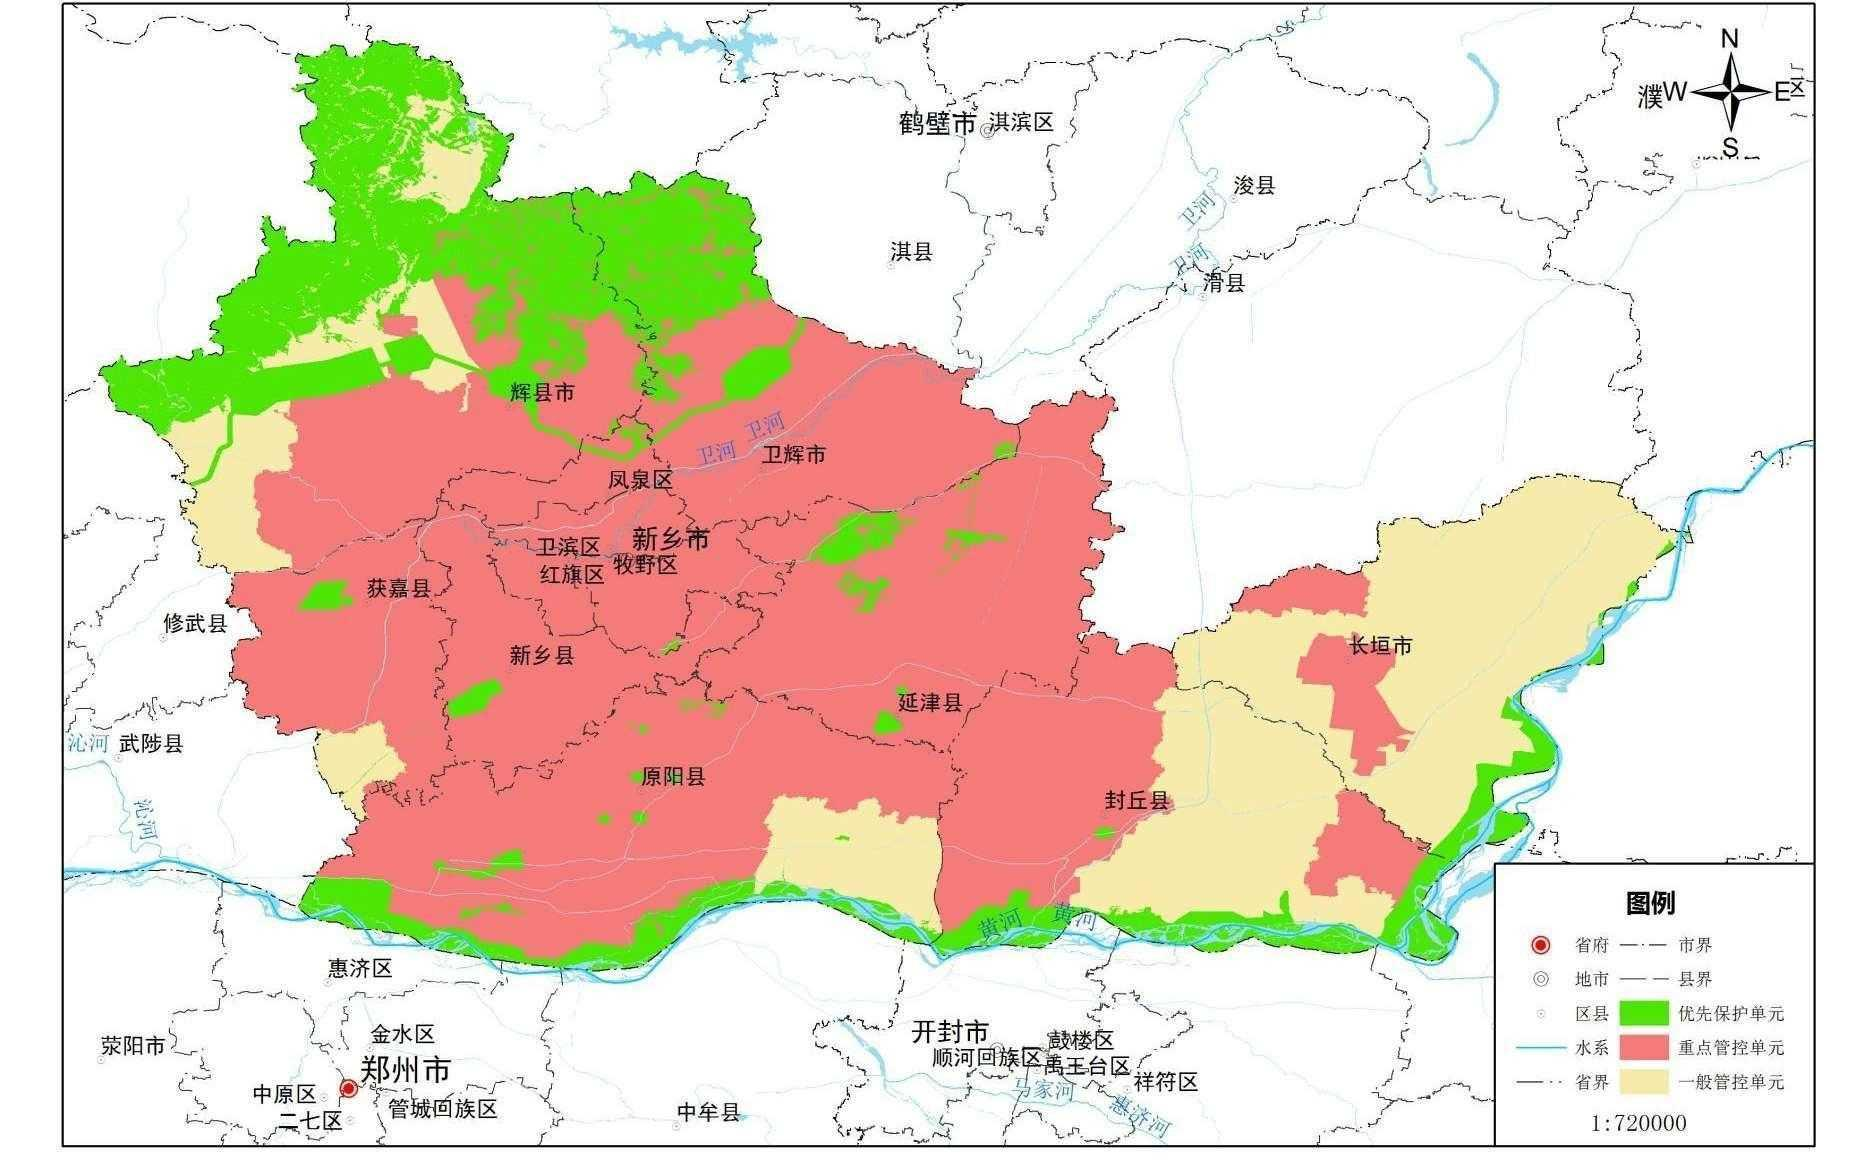 N
濮 W E 区
S
鹤壁市 淇滨区
浚县
卫河
淇县
卫河
滑县
辉县市
卫河 卫河
卫辉市
凤泉区
新乡市
卫滨区
牧野区
红旗区
获嘉县
修武县
新乡县
长垣市
延津县
沁河 武陟县
原阳县
封丘县
沁河
黄河 黄河
惠济区
荥阳市
金水区
郑州市
中原区
管城回族区
二七区
开封市
鼓楼区
顺河回族区
禹王台区
马家河
祥符区
惠济河
中牟县
图例
省府 市界
地市 县界
区县 优先保护单元
水系 重点管控单元
省界 一般管控单元
1:720000